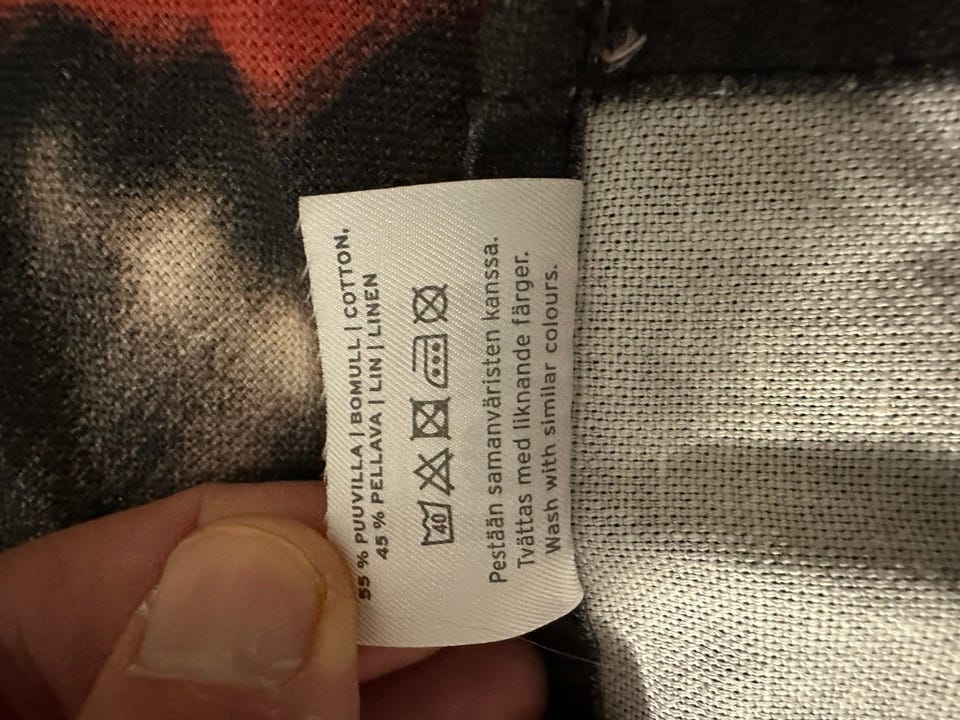 55 % PUUVILLA | BOMULL | COTTON,
45 % PELLAVA | LIN | LINEN
40
Pestään samanväristen kanssa.
Tvättas med liknande färger.
Wash with similar colours.